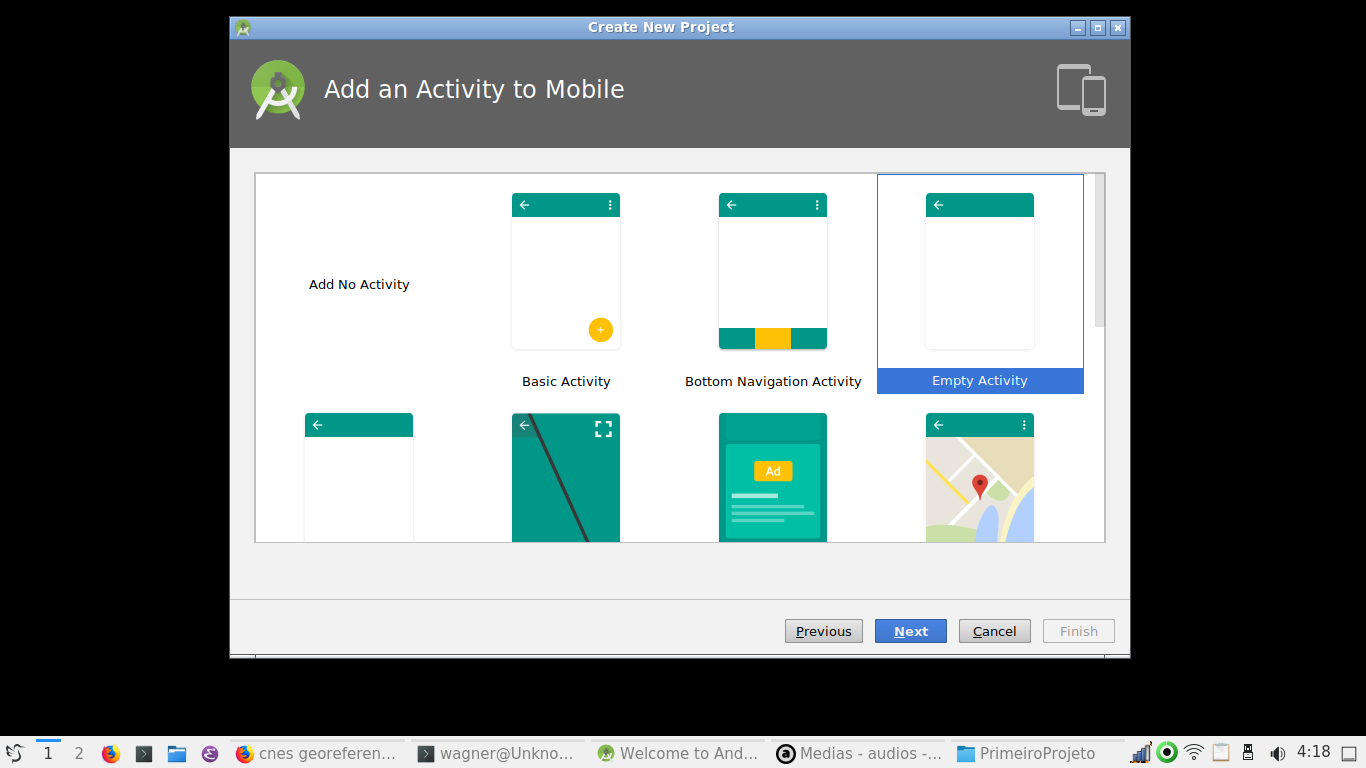 Create New Project
Add an Activity to Mobile
Add No Activity
Basic Activity
Bottom Navigation Activity
Empty Activity
Ad
Previous
Next
Cancel
Finish
1
2
cnes georeferen...
wagner@Unkno...
Welcome to And...
Medias - audios -...
PrimeiroProjeto
4:18